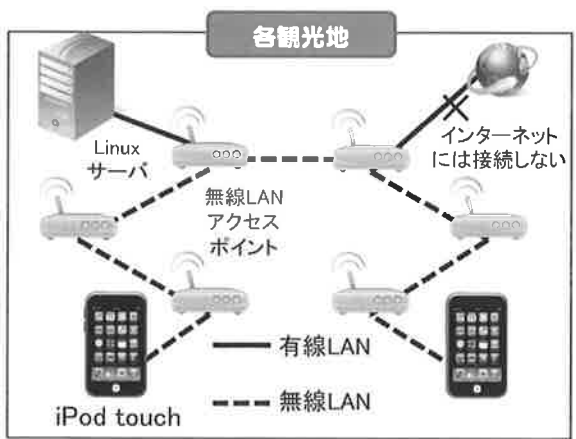 各観光地
Linux
サーバ
インターネット
には接続しない
無線LAN
アクセス
ポイント
有線LAN
無線LAN
iPod touch